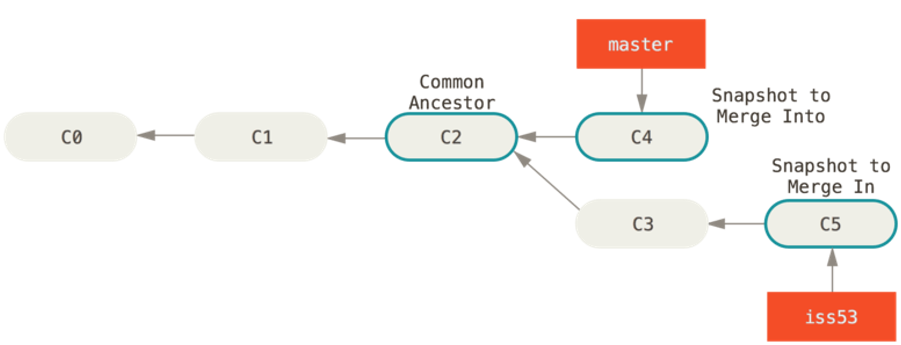 master
Common
Ancestor
Snapshot to
Merge Into
C0
C1
C2
C4
Snapshot to
Merge In
C3
C5
iss53